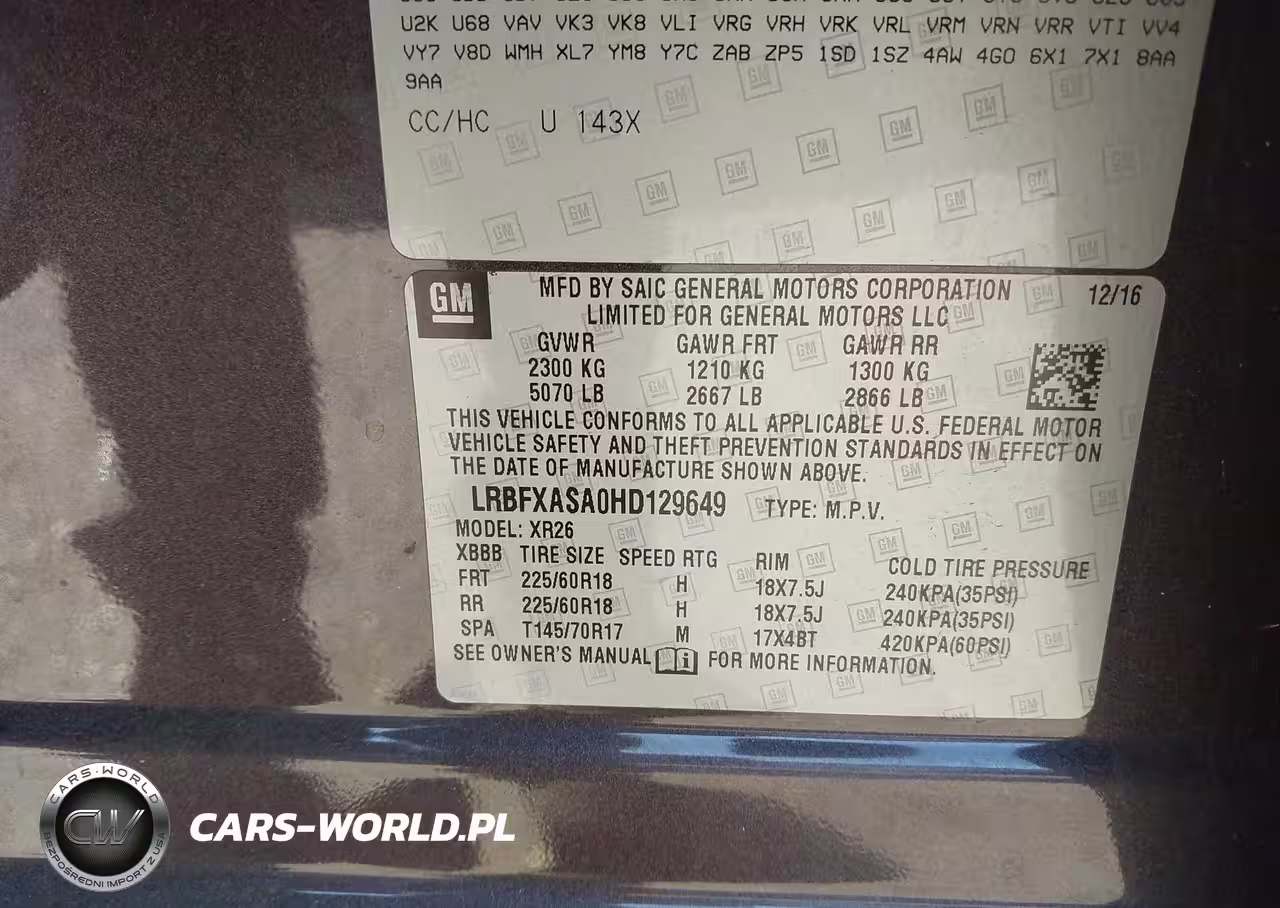 U2K U68 VAV VK3 VK8 VLI VRG VRH VRK VRL VRM VRN VRR VTI VV4
VY7 V8D WMH XL7 YM8 Y7C ZAB ZP5 1SD 1SZ 4AW 4GO 6X1 7X1 8AA
9AA
CC/HC U 143X
GM MFD BY SAIC GENERAL MOTORS CORPORATION 12/16
LIMITED FOR GENERAL MOTORS LLC
GVWR GAWR FRT GAWR RR
2300 KG 1210 KG 1300 KG
5070 LB 2667 LB 2866 LB
THIS VEHICLE CONFORMS TO ALL APPLICABLE U.S. FEDERAL MOTOR
VEHICLE SAFETY AND THEFT PREVENTION STANDARDS IN EFFECT ON
THE DATE OF MANUFACTURE SHOWN ABOVE.
LRBFXASA0HD129649 TYPE: M.P.V.
MODEL: XR26
XBBB TIRE SIZE SPEED RTG RIM COLD TIRE PRESSURE
FRT 225/60R18 H 18X7.5J 240KPA(35PSI)
RR 225/60R18 H 18X7.5J 240KPA(35PSI)
SPA T145/70R17 M 17X4BT 420KPA(60PSI)
SEE OWNER'S MANUAL FOR MORE INFORMATION.
CARS-WORLD
CW
BEZPOŚREDNI IMPORT Z USA
CARS-WORLD.PL